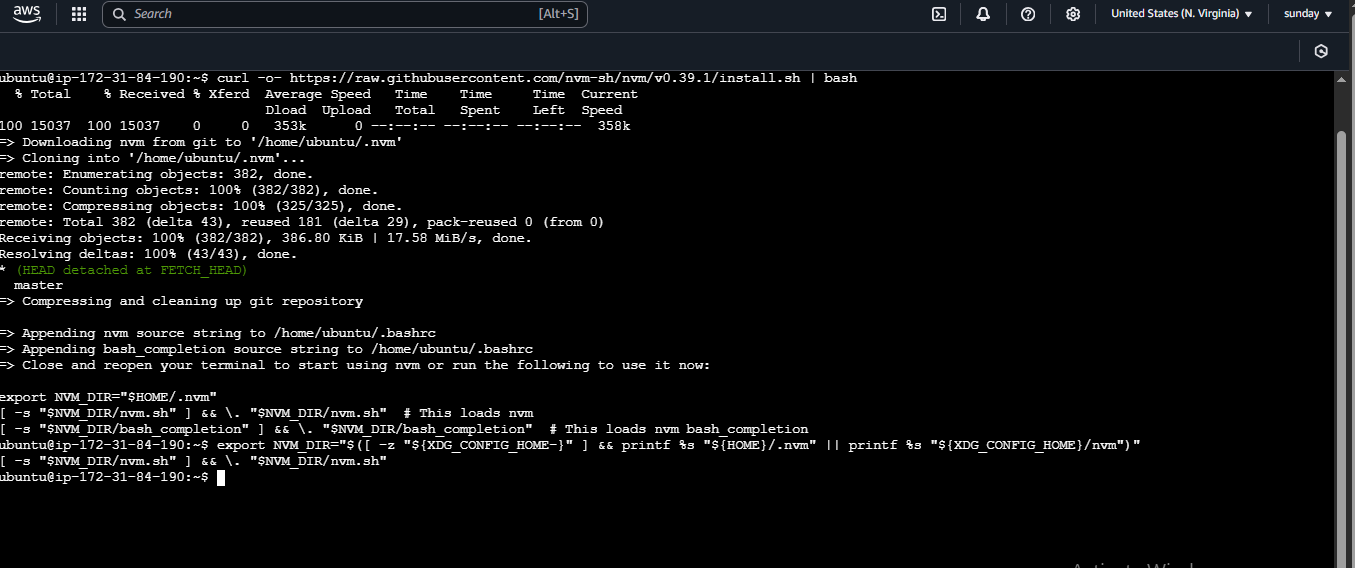 aws
Search [Alt+S]
United States (N. Virginia) ▼ sunday ▼
ubuntu@ip-172-31-84-190:~$ curl -o- https://raw.githubusercontent.com/nvm-sh/nvm/v0.39.1/install.sh | bash
% Total % Received % Xferd Average Speed Time Time Time Current
Dload Upload Total Spent Left Speed
100 15037 100 15037 0 0 353k 0 --:--:-- --:--:-- --:--:-- 358k
=> Downloading nvm from git to '/home/ubuntu/.nvm'
=> Cloning into '/home/ubuntu/.nvm'...
remote: Enumerating objects: 382, done.
remote: Counting objects: 100% (382/382), done.
remote: Compressing objects: 100% (325/325), done.
remote: Total 382 (delta 43), reused 181 (delta 29), pack-reused 0 (from 0)
Receiving objects: 100% (382/382), 386.80 KiB | 17.58 MiB/s, done.
Resolving deltas: 100% (43/43), done.
* (HEAD detached at FETCH_HEAD)
master
=> Compressing and cleaning up git repository
=> Appending nvm source string to /home/ubuntu/.bashrc
=> Appending bash_completion source string to /home/ubuntu/.bashrc
=> Close and reopen your terminal to start using nvm or run the following to use it now:
export NVM_DIR="$HOME/.nvm"
[ -s "$NVM_DIR/nvm.sh" ] && \. "$NVM_DIR/nvm.sh" # This loads nvm
[ -s "$NVM_DIR/bash_completion" ] && \. "$NVM_DIR/bash_completion" # This loads nvm bash_completion
ubuntu@ip-172-31-84-190:~$ export NVM_DIR="$([ -z "${XDG_CONFIG_HOME-}" ] && printf %s "${HOME}/.nvm" || printf %s "${XDG_CONFIG_HOME}/nvm")"
[ -s "$NVM_DIR/nvm.sh" ] && \. "$NVM_DIR/nvm.sh"
ubuntu@ip-172-31-84-190:~$